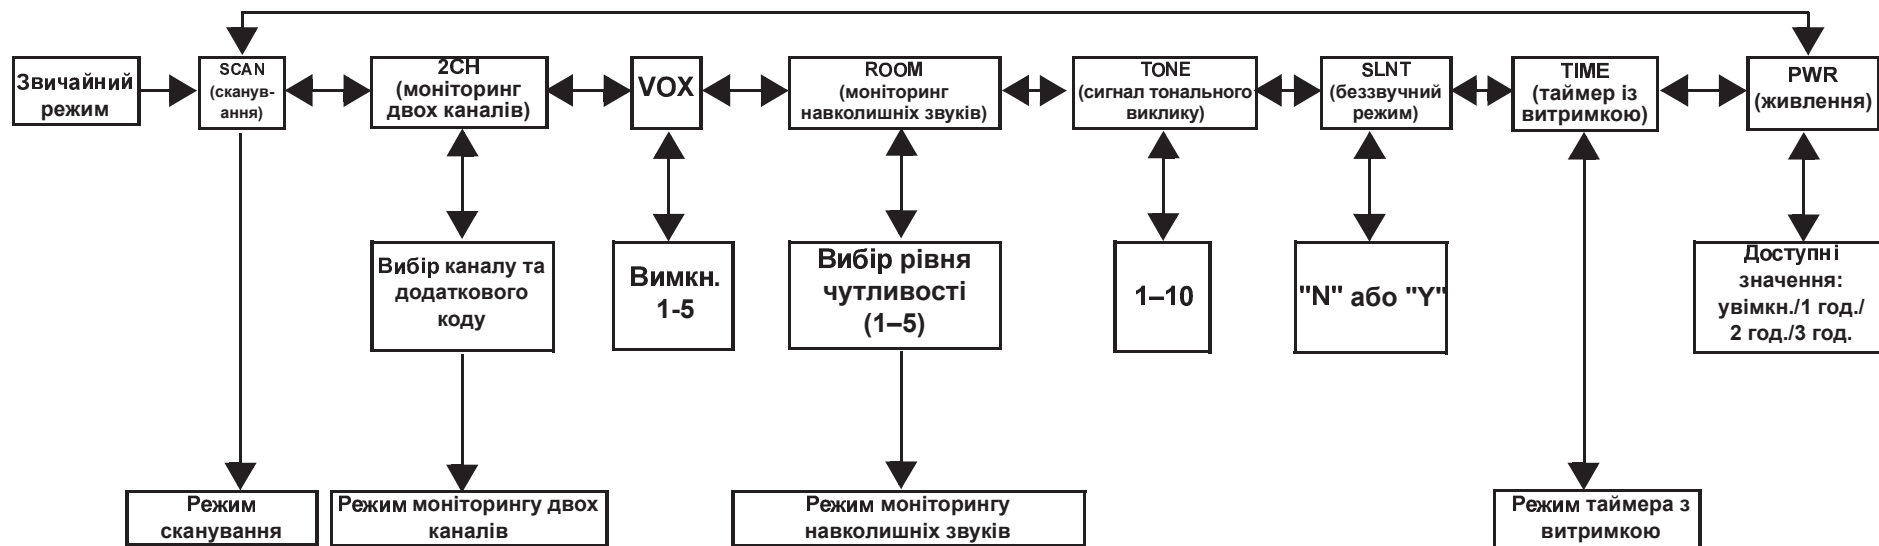 Звичайний
режим
SCAN
(сканув-
ання)
2CH
(моніторинг
двох каналів)
VOX
ROOM
(моніторинг
навколишніх звуків)
TONE
(сигнал тонального
виклику)
SLNT
(беззвучний
режим)
TIME
(таймер із
витримкою)
PWR
(живлення)
Вибір каналу та
додаткового
коду
Вимкн.
1-5
Вибір рівня
чутливості
(1–5)
1–10
"N" або "Y"
Доступні
значення:
увімкн./1 год./
2 год./3 год.
Режим
сканування
Режим моніторингу двох
каналів
Режим моніторингу
навколишніх звуків
Режим таймера з
витримкою